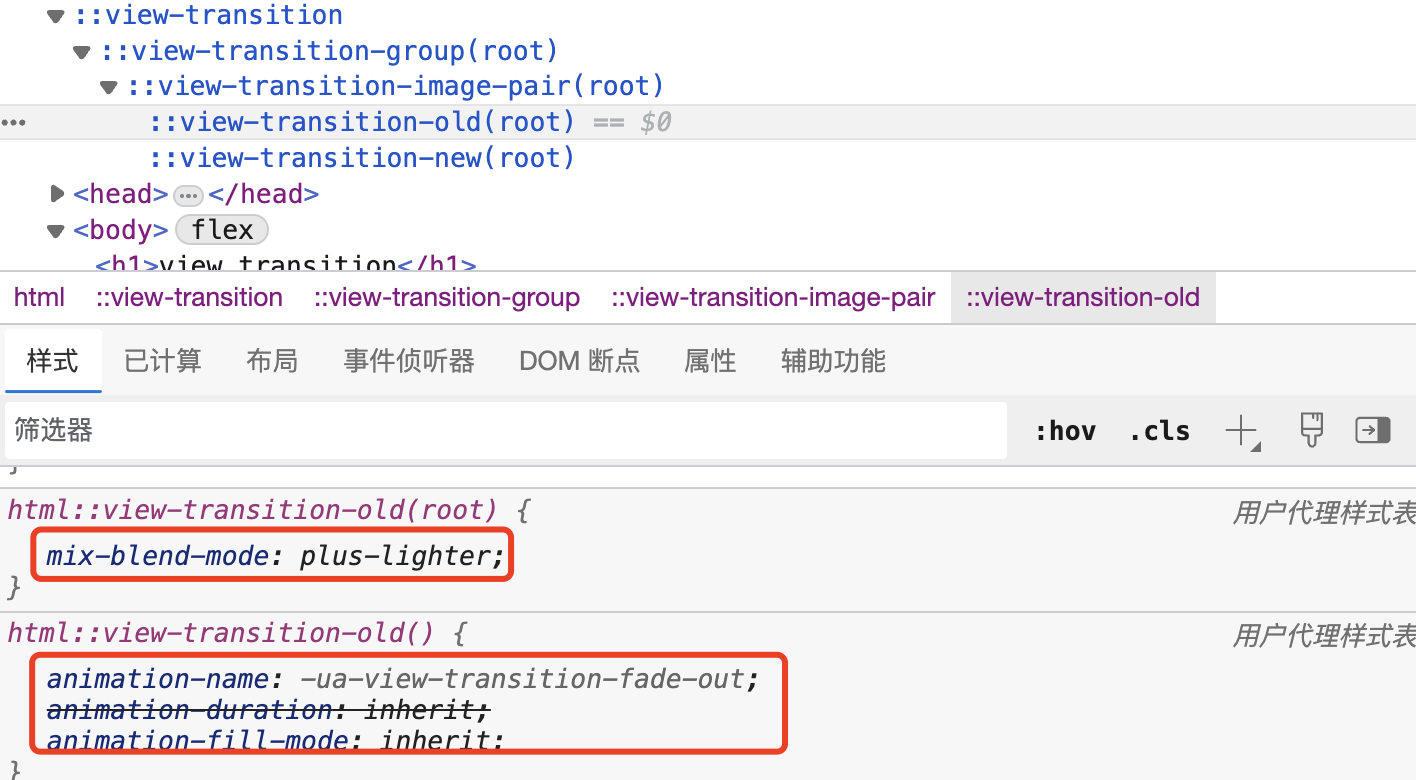 ::view-transition
::view-transition-group(root)
::view-transition-image-pair(root)
::view-transition-old(root) == $0
::view-transition-new(root)
<head>…</head>
<body> flex
<h1>view transition</h1>
html ::view-transition ::view-transition-group ::view-transition-image-pair ::view-transition-old
样式 已计算 布局 事件侦听器 DOM 断点 属性 辅助功能
筛选器 :hov .cls
}
html::view-transition-old(root) { 用户代理样式表
mix-blend-mode: plus-lighter;
}
html::view-transition-old() { 用户代理样式表
animation-name: -ua-view-transition-fade-out;
animation-duration: inherit;
animation-fill-mode: inherit;
}